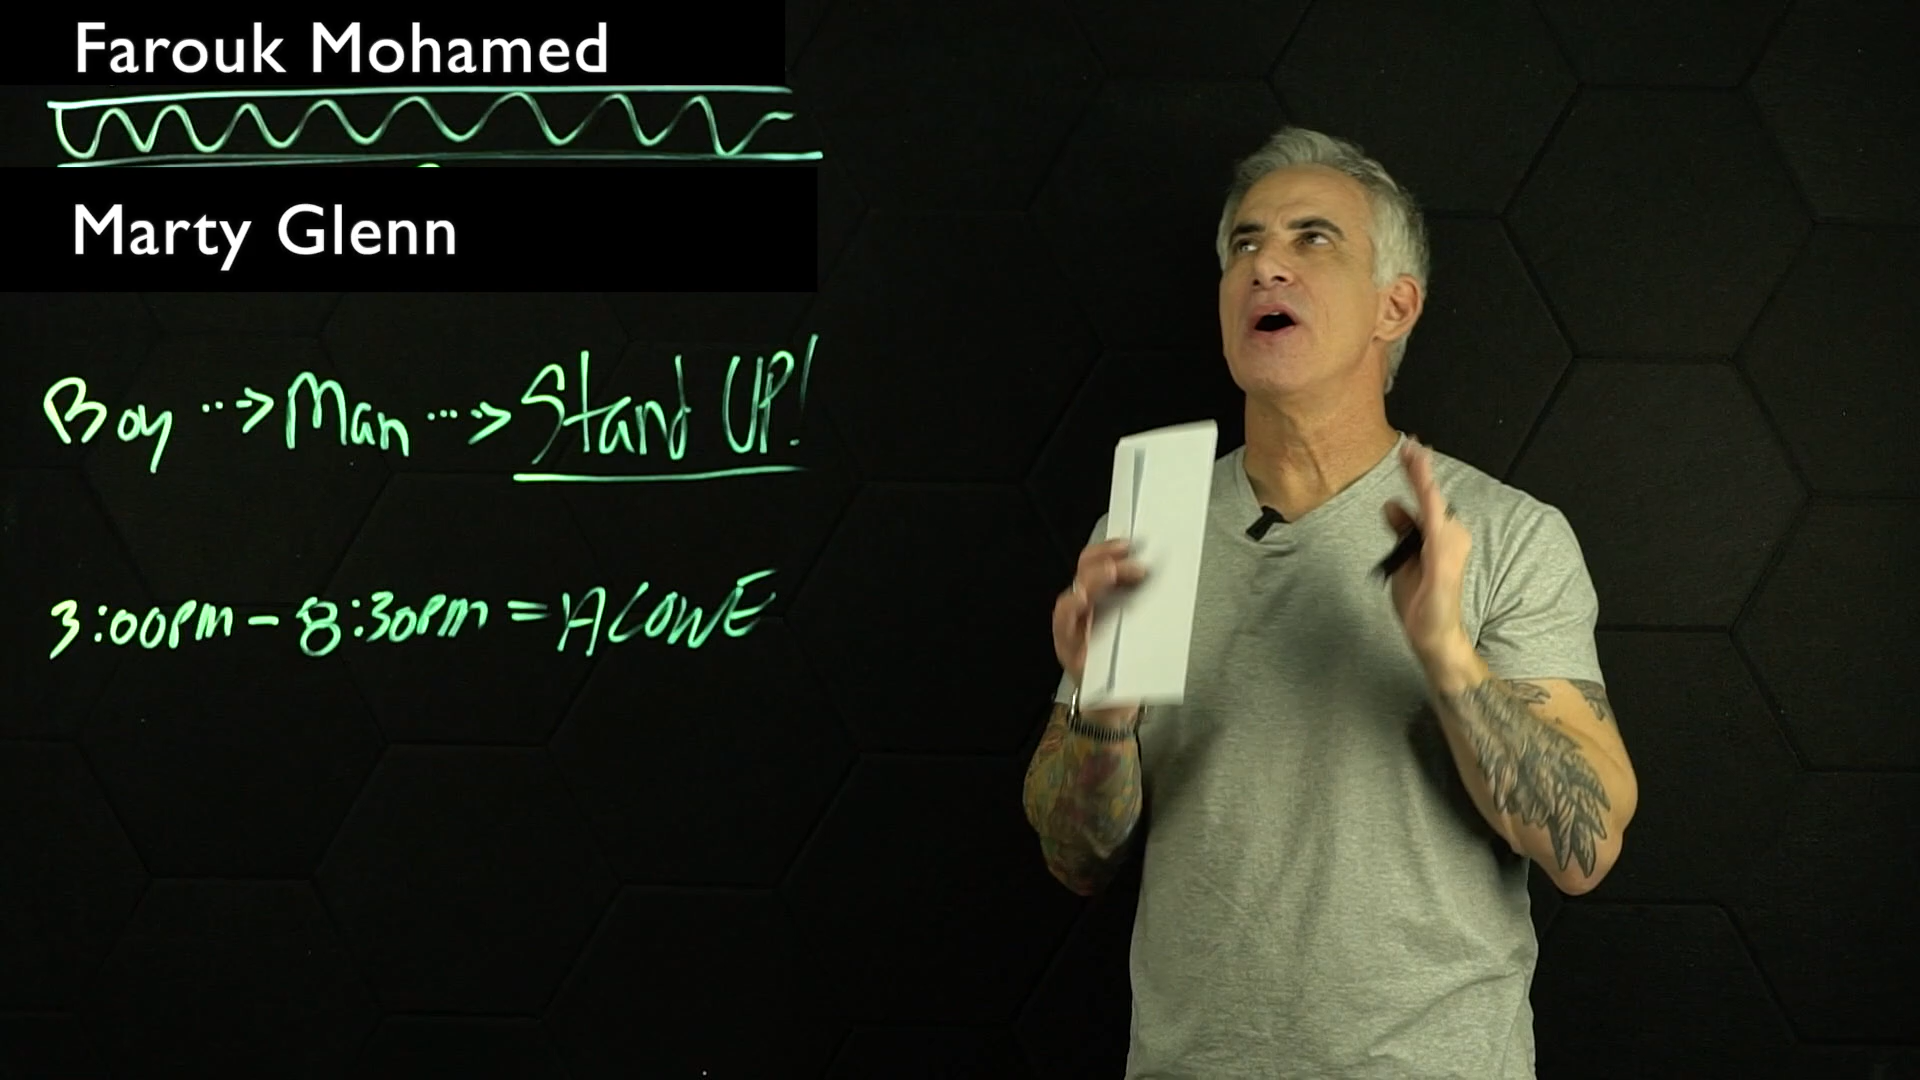 Farouk Mohamed
Marty Glenn
Boy ···> Man ···> Stand UP!
3:00PM - 8:30PM = ALONE